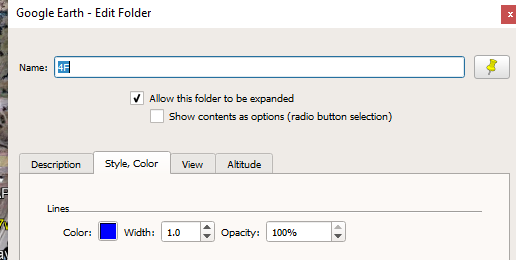 Google Earth - Edit Folder
x
Name: 4F
Allow this folder to be expanded
Show contents as options (radio button selection)
Description Style, Color View Altitude
Lines
Color: Width: 1.0 Opacity: 100%